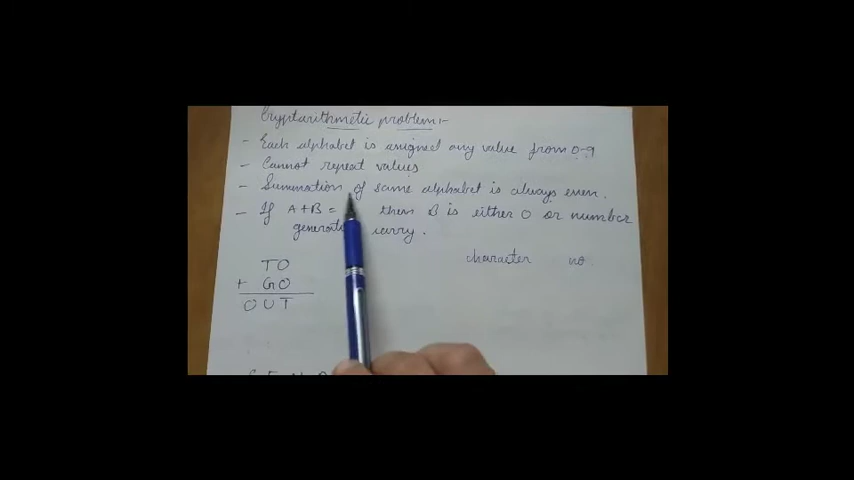 Cryptarithmetic problem:-
- Each alphabet is assigned any value from 0-9
- Cannot repeat values
- Summation of same alphabet is always even.
- If A+B = then B is either 0 or number
carry.
character no.
TO
+ GO
OUT